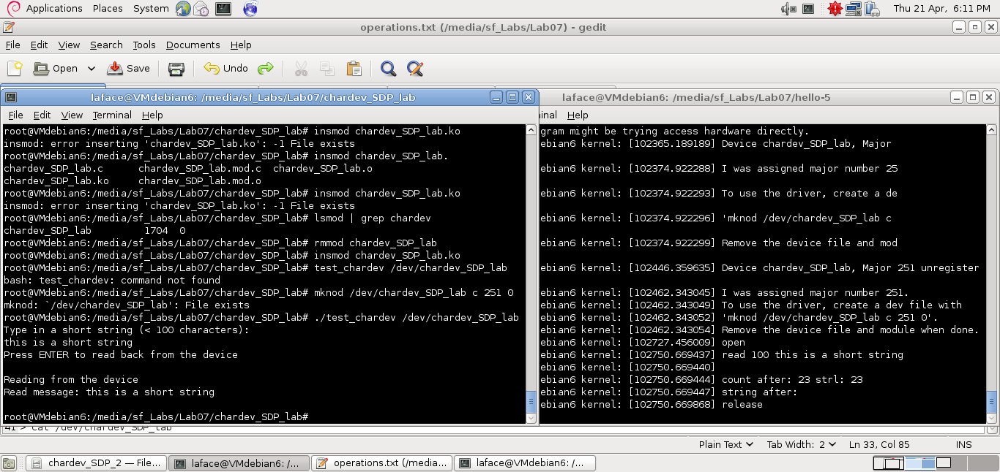 Applications Places System Thu 21 Apr, 6:11 PM
operations.txt (/media/sf_Labs/Lab07) - gedit
File Edit View Search Tools Documents Help
Open Save Undo
laface@VMdebian6: /media/sf_Labs/Lab07/chardev_SDP_lab
File Edit View Terminal Help
root@VMdebian6:/media/sf_Labs/Lab07/chardev_SDP_lab# insmod chardev_SDP_lab.ko
insmod: error inserting 'chardev_SDP_lab.ko': -1 File exists
root@VMdebian6:/media/sf_Labs/Lab07/chardev_SDP_lab# insmod chardev_SDP_lab.
chardev_SDP_lab.c chardev_SDP_lab.mod.c chardev_SDP_lab.o
chardev_SDP_lab.ko chardev_SDP_lab.mod.o
root@VMdebian6:/media/sf_Labs/Lab07/chardev_SDP_lab# insmod chardev_SDP_lab.ko
insmod: error inserting 'chardev_SDP_lab.ko': -1 File exists
root@VMdebian6:/media/sf_Labs/Lab07/chardev_SDP_lab# lsmod | grep chardev
chardev_SDP_lab 1704 0
root@VMdebian6:/media/sf_Labs/Lab07/chardev_SDP_lab# rmmod chardev_SDP_lab
root@VMdebian6:/media/sf_Labs/Lab07/chardev_SDP_lab# insmod chardev_SDP_lab.ko
root@VMdebian6:/media/sf_Labs/Lab07/chardev_SDP_lab# test_chardev /dev/chardev_SDP_lab
bash: test_chardev: command not found
root@VMdebian6:/media/sf_Labs/Lab07/chardev_SDP_lab# mknod /dev/chardev_SDP_lab c 251 0
mknod: `/dev/chardev_SDP_lab': File exists
root@VMdebian6:/media/sf_Labs/Lab07/chardev_SDP_lab# ./test_chardev /dev/chardev_SDP_lab
Type in a short string (< 100 characters):
this is a short string
Press ENTER to read back from the device
Reading from the device
Read message: this is a short string
root@VMdebian6:/media/sf_Labs/Lab07/chardev_SDP_lab#
laface@VMdebian6: /media/sf_Labs/Lab07/hello-5
inal Help
gram might be trying access hardware directly.
ebian6 kernel: [102365.189189] Device chardev_SDP_lab, Major
ebian6 kernel: [102374.922288] I was assigned major number 25
ebian6 kernel: [102374.922293] To use the driver, create a de
ebian6 kernel: [102374.922296] 'mknod /dev/chardev_SDP_lab c
ebian6 kernel: [102374.922299] Remove the device file and mod
ebian6 kernel: [102446.359635] Device chardev_SDP_lab, Major 251 unregister
ebian6 kernel: [102462.343045] I was assigned major number 251.
ebian6 kernel: [102462.343049] To use the driver, create a dev file with
ebian6 kernel: [102462.343052] 'mknod /dev/chardev_SDP_lab c 251 0'.
ebian6 kernel: [102462.343054] Remove the device file and module when done.
ebian6 kernel: [102727.456009] open
ebian6 kernel: [102750.669437] read 100 this is a short string
ebian6 kernel: [102750.669440]
ebian6 kernel: [102750.669444] count after: 23 strl: 23
ebian6 kernel: [102750.669447] string after:
ebian6 kernel: [102750.669868] release
41 > cat /dev/chardev_SDP_lab
Plain Text Tab Width: 2 Ln 33, Col 85 INS
chardev_SDP_2 — File... laface@VMdebian6: /... operations.txt (/media... laface@VMdebian6: /...